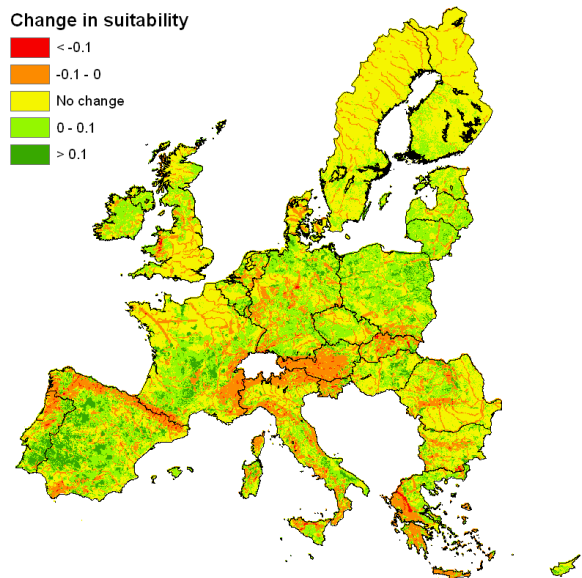 Change in suitability
< -0.1
-0.1 - 0
No change
0 - 0.1
> 0.1